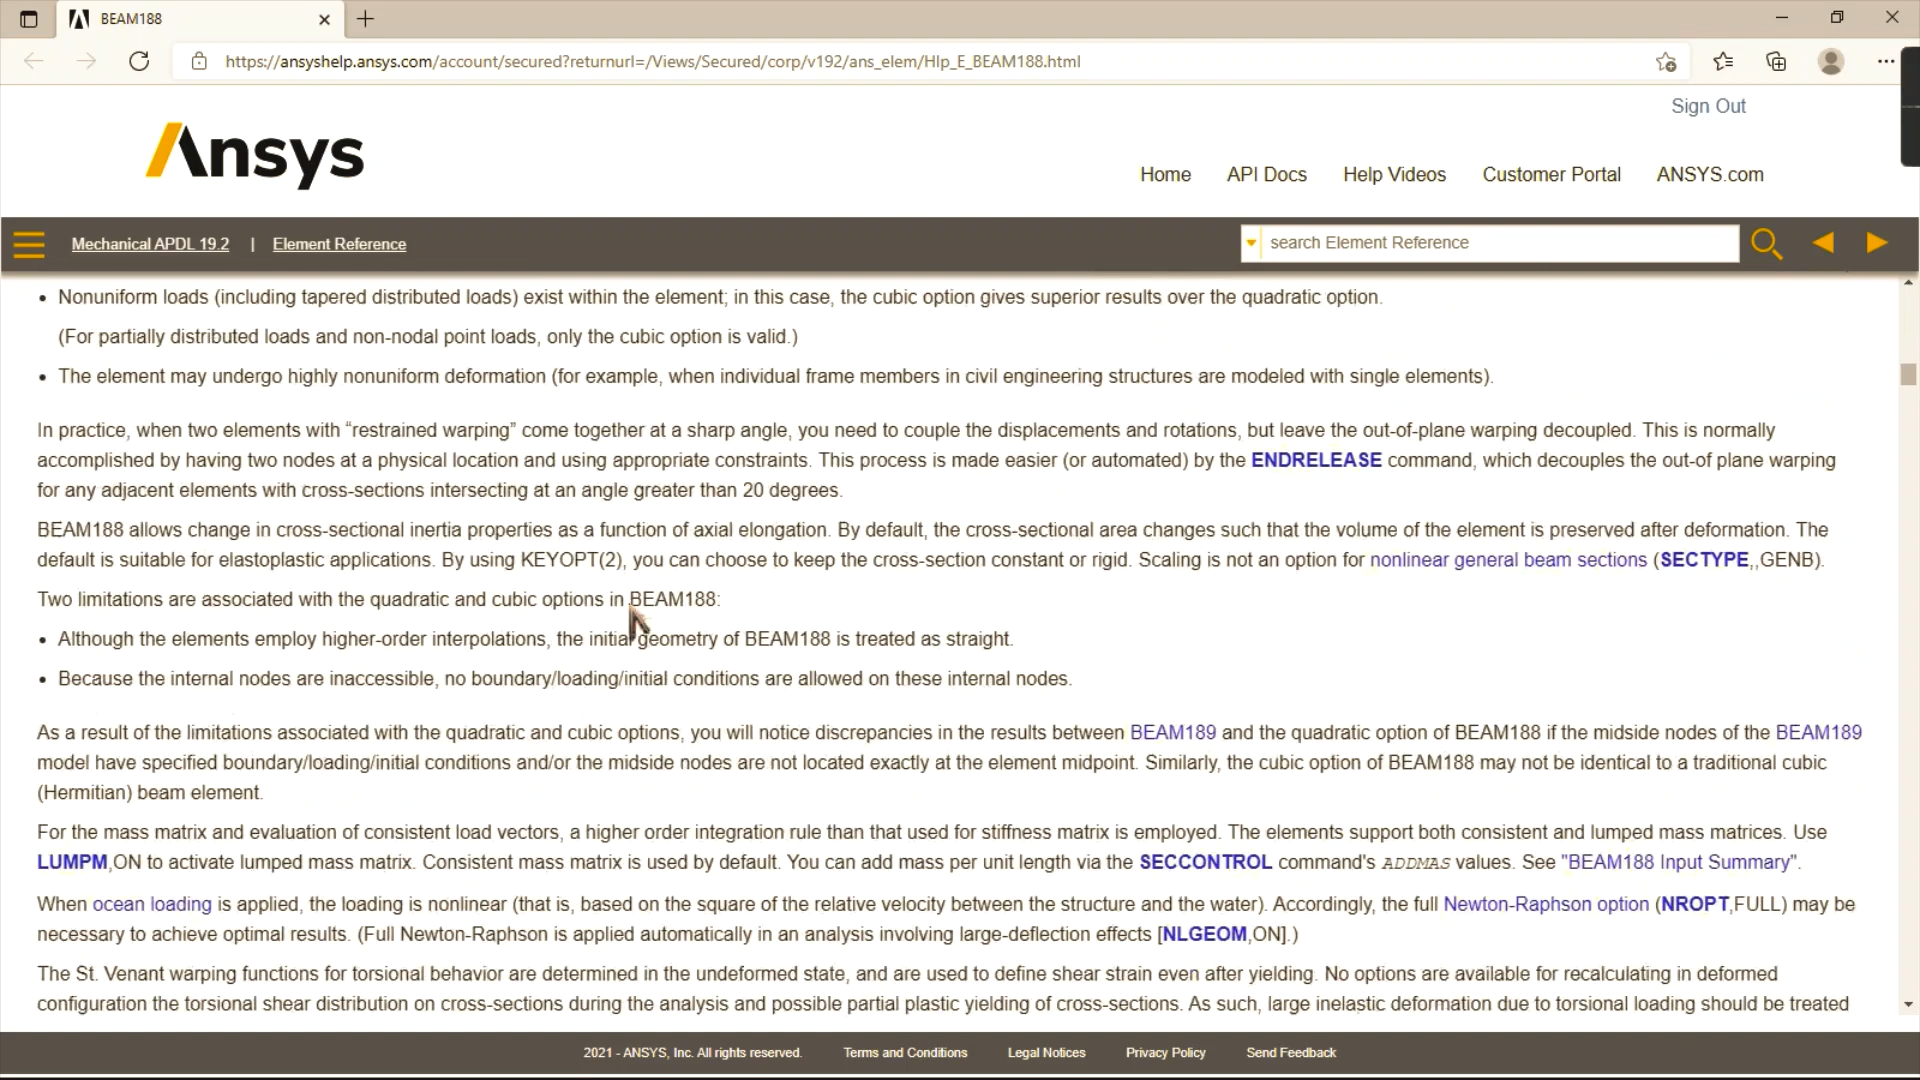 BEAM188
https://ansyshelp.ansys.com/account/secured?returnurl=/Views/Secured/corp/v192/ans_elem/Hlp_E_BEAM188.html
Sign Out
Ansys
Home API Docs Help Videos Customer Portal ANSYS.com
Mechanical APDL 19.2 | Element Reference search Element Reference
• Nonuniform loads (including tapered distributed loads) exist within the element; in this case, the cubic option gives superior results over the quadratic option.
(For partially distributed loads and non-nodal point loads, only the cubic option is valid.)
• The element may undergo highly nonuniform deformation (for example, when individual frame members in civil engineering structures are modeled with single elements).
In practice, when two elements with “restrained warping” come together at a sharp angle, you need to couple the displacements and rotations, but leave the out-of-plane warping decoupled. This is normally
accomplished by having two nodes at a physical location and using appropriate constraints. This process is made easier (or automated) by the ENDRELEASE command, which decouples the out-of plane warping
for any adjacent elements with cross-sections intersecting at an angle greater than 20 degrees.
BEAM188 allows change in cross-sectional inertia properties as a function of axial elongation. By default, the cross-sectional area changes such that the volume of the element is preserved after deformation. The
default is suitable for elastoplastic applications. By using KEYOPT(2), you can choose to keep the cross-section constant or rigid. Scaling is not an option for nonlinear general beam sections (SECTYPE,,GENB).
Two limitations are associated with the quadratic and cubic options in BEAM188:
• Although the elements employ higher-order interpolations, the initial geometry of BEAM188 is treated as straight.
• Because the internal nodes are inaccessible, no boundary/loading/initial conditions are allowed on these internal nodes.
As a result of the limitations associated with the quadratic and cubic options, you will notice discrepancies in the results between BEAM189 and the quadratic option of BEAM188 if the midside nodes of the BEAM189
model have specified boundary/loading/initial conditions and/or the midside nodes are not located exactly at the element midpoint. Similarly, the cubic option of BEAM188 may not be identical to a traditional cubic
(Hermitian) beam element.
For the mass matrix and evaluation of consistent load vectors, a higher order integration rule than that used for stiffness matrix is employed. The elements support both consistent and lumped mass matrices. Use
LUMPM,ON to activate lumped mass matrix. Consistent mass matrix is used by default. You can add mass per unit length via the SECCONTROL command's ADDMAS values. See "BEAM188 Input Summary".
When ocean loading is applied, the loading is nonlinear (that is, based on the square of the relative velocity between the structure and the water). Accordingly, the full Newton-Raphson option (NROPT,FULL) may be
necessary to achieve optimal results. (Full Newton-Raphson is applied automatically in an analysis involving large-deflection effects [NLGEOM,ON].)
The St. Venant warping functions for torsional behavior are determined in the undeformed state, and are used to define shear strain even after yielding. No options are available for recalculating in deformed
configuration the torsional shear distribution on cross-sections during the analysis and possible partial plastic yielding of cross-sections. As such, large inelastic deformation due to torsional loading should be treated
2021 - ANSYS, Inc. All rights reserved. Terms and Conditions Legal Notices Privacy Policy Send Feedback